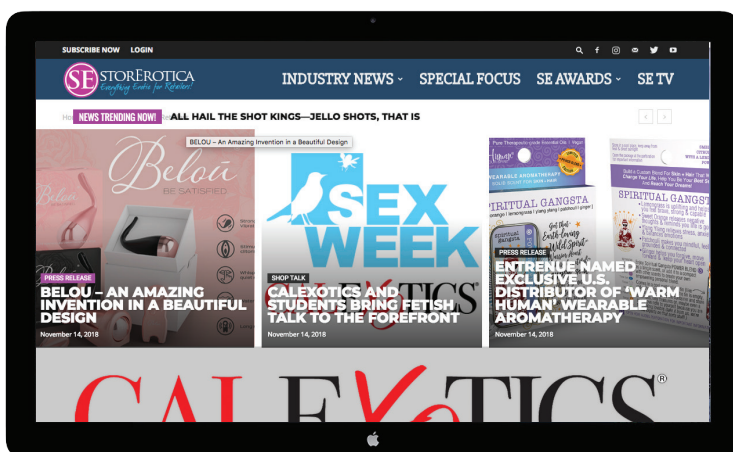 SUBSCRIBE NOW LOGIN
SE STOREROTICA
Everything Erotic for Retailers!
INDUSTRY NEWS SPECIAL FOCUS SE AWARDS SE TV
NEWS TRENDING NOW! ALL HAIL THE SHOT KINGS—JELLO SHOTS, THAT IS
BELOU – An Amazing Invention in a Beautiful Design
Beloū
BE SATISFIED
PRESS RELEASE
BELOU – AN AMAZING
INVENTION IN A BEAUTIFUL
DESIGN
November 14, 2018
SEX
WEEK
SHOP TALK
CALEXOTICS AND
STUDENTS BRING FETISH
TALK TO THE FOREFRONT
November 14, 2018
WEARABLE AROMATHERAPY
SPIRITUAL GANGSTA
SPIRITUAL GANGSTA
PRESS RELEASE
ENTRENUE NAMED
EXCLUSIVE U.S.
DISTRIBUTOR OF ‘WARM
HUMAN’ WEARABLE
AROMATHERAPY
November 14, 2018
CALEXOTICS®